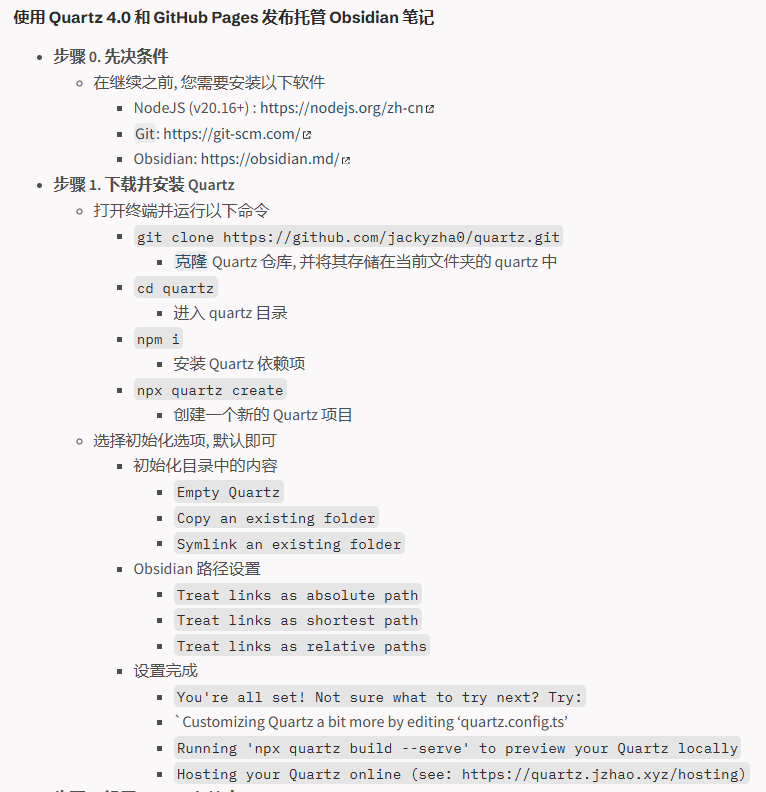 使用 Quartz 4.0 和 GitHub Pages 发布托管 Obsidian 笔记
步骤 0. 先决条件
在继续之前, 您需要安装以下软件
NodeJS (v20.16+) : https://nodejs.org/zh-cn
Git: https://git-scm.com/
Obsidian: https://obsidian.md/
步骤 1. 下载并安装 Quartz
打开终端并运行以下命令
git clone https://github.com/jackyzha0/quartz.git
克隆 Quartz 仓库, 并将其存储在当前文件夹的 quartz 中
cd quartz
进入 quartz 目录
npm i
安装 Quartz 依赖项
npx quartz create
创建一个新的 Quartz 项目
选择初始化选项, 默认即可
初始化目录中的内容
Empty Quartz
Copy an existing folder
Symlink an existing folder
Obsidian 路径设置
Treat links as absolute path
Treat links as shortest path
Treat links as relative paths
设置完成
You're all set! Not sure what to try next? Try:
`Customizing Quartz a bit more by editing ‘quartz.config.ts’
Running 'npx quartz build --serve' to preview your Quartz locally
Hosting your Quartz online (see: https://quartz.jzhao.xyz/hosting)